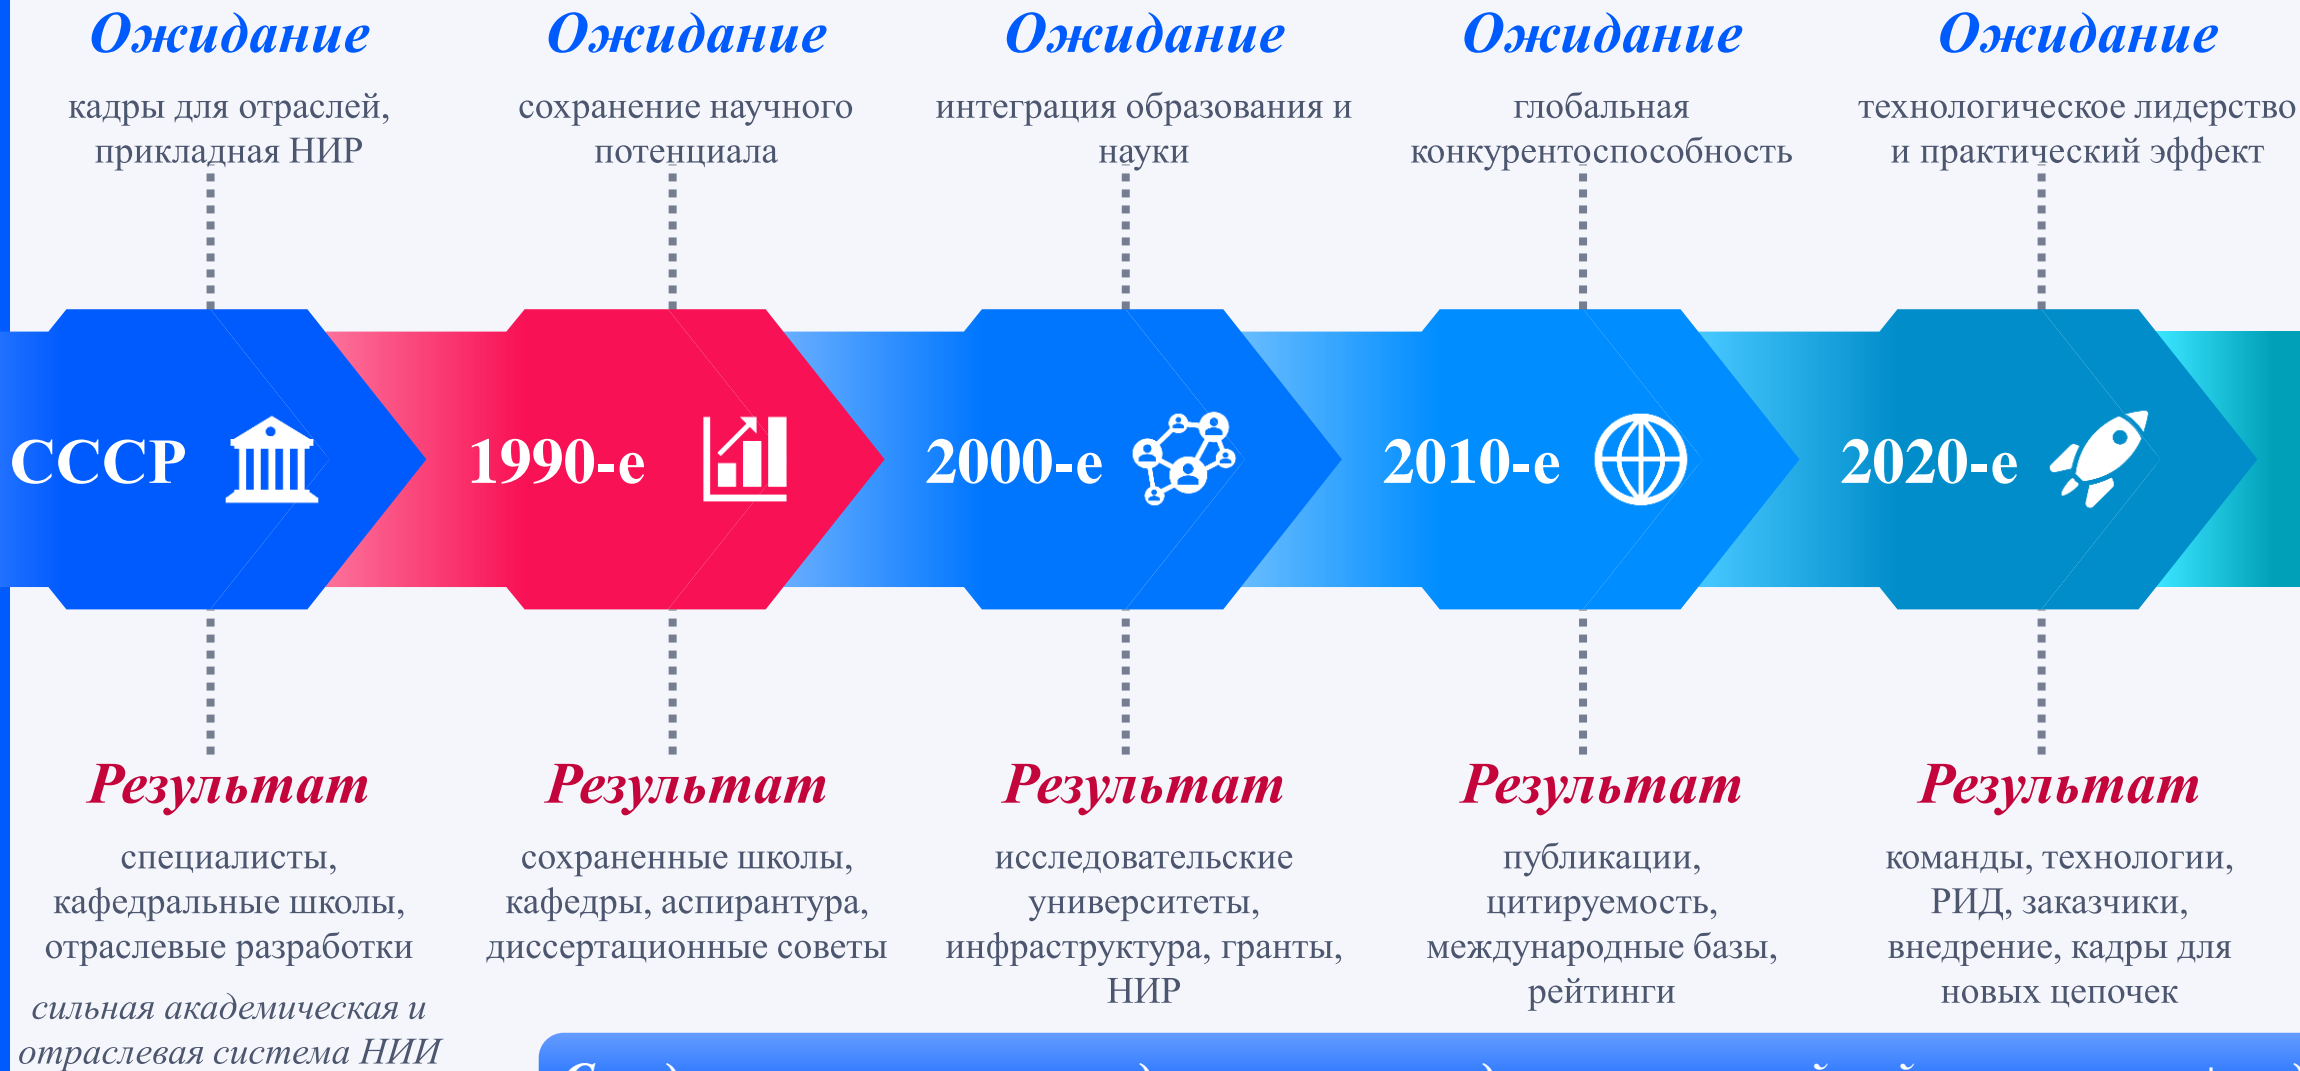 Ожидание
кадры для отраслей,
прикладная НИР
Ожидание
сохранение научного
потенциала
Ожидание
интеграция образования и
науки
Ожидание
глобальная
конкурентоспособность
Ожидание
технологическое лидерство
и практический эффект
СССР
1990-е
2000-е
2010-е
2020-е
Результат
специалисты,
кафедральные школы,
отраслевые разработки
сильная академическая и
отраслевая система НИИ
Результат
сохраненные школы,
кафедры, аспирантура,
диссертационные советы
Результат
исследовательские
университеты,
инфраструктура, гранты,
НИР
Результат
публикации,
цитируемость,
международные базы,
рейтинги
Результат
команды, технологии,
РИД, заказчики,
внедрение, кадры для
новых цепочек